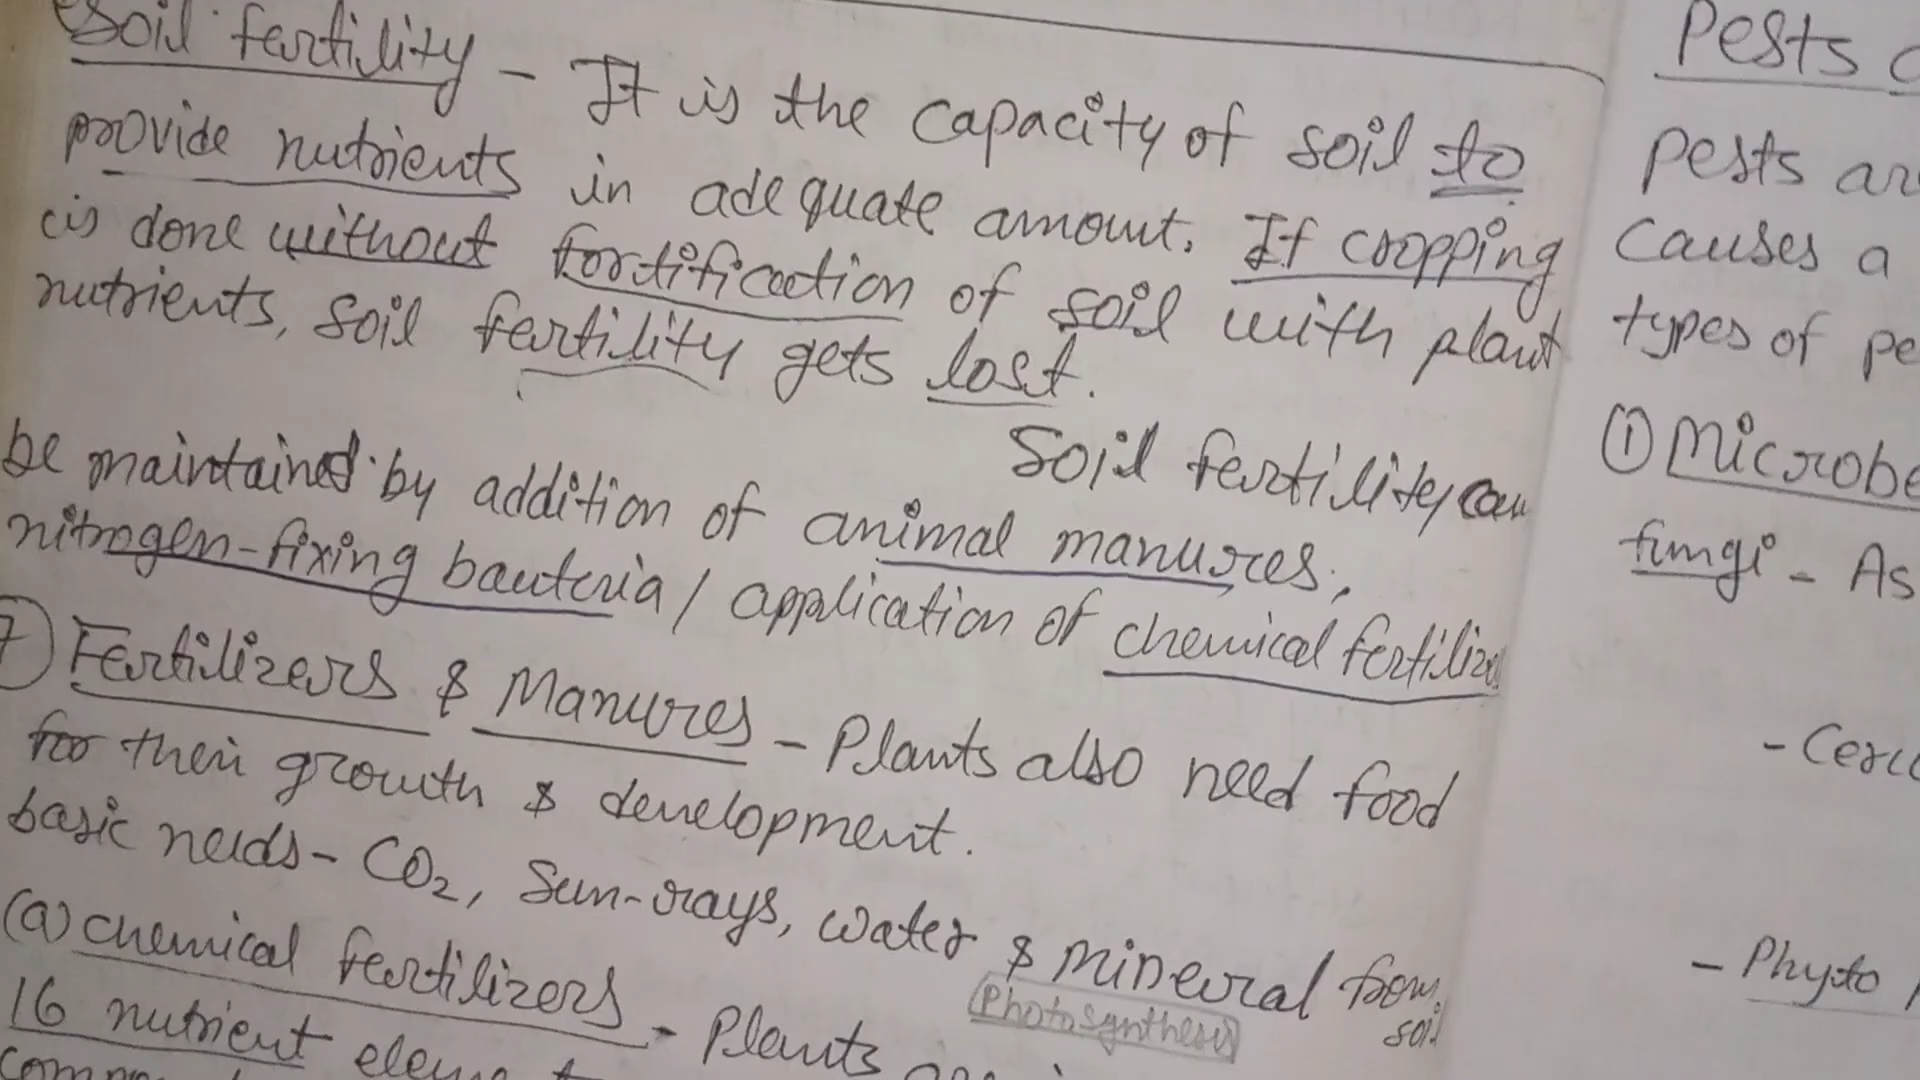 Soil fertility - It is the capacity of soil to
provide nutrients in adequate amount. If cropping
is done without fortification of soil with plant
nutrients, soil fertility gets lost.
Soil fertility can
be maintained by addition of animal manures,
nitrogen-fixing bauteria / application of chemical fertilize
7 Fertilizers & Manures - Plants also need food
for their growth & development.
basic needs - CO2, Sun-rays, water & mineral from
soil
Photosynthesis
(a) chemical fertilizers - Plants
16 nutrient
Pests
Pests
causes a
types of pe
① Microbe
fungi - As
- Cerc
- Phyto